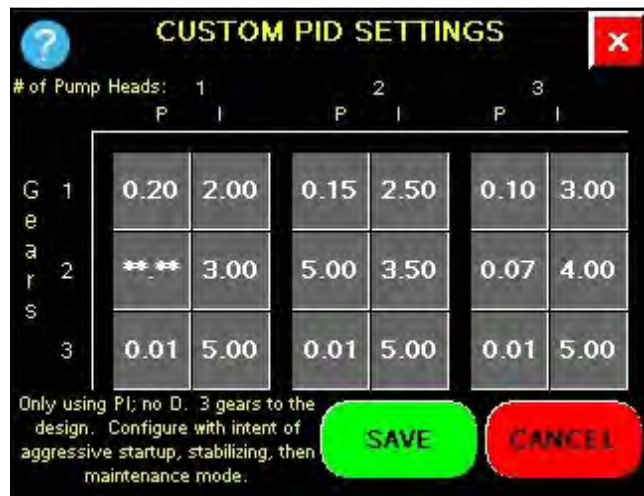 ?
CUSTOM PID SETTINGS
X
# of Pump Heads: 1 2 3
P I P I P I
Gears
1 0.20 2.00 0.15 2.50 0.10 3.00
2 **.** 3.00 5.00 3.50 0.07 4.00
3 0.01 5.00 0.01 5.00 0.01 5.00
Only using PI; no D. 3 gears to the
design. Configure with intent of
aggressive startup, stabilizing, then
maintenance mode.
SAVE
CANCEL